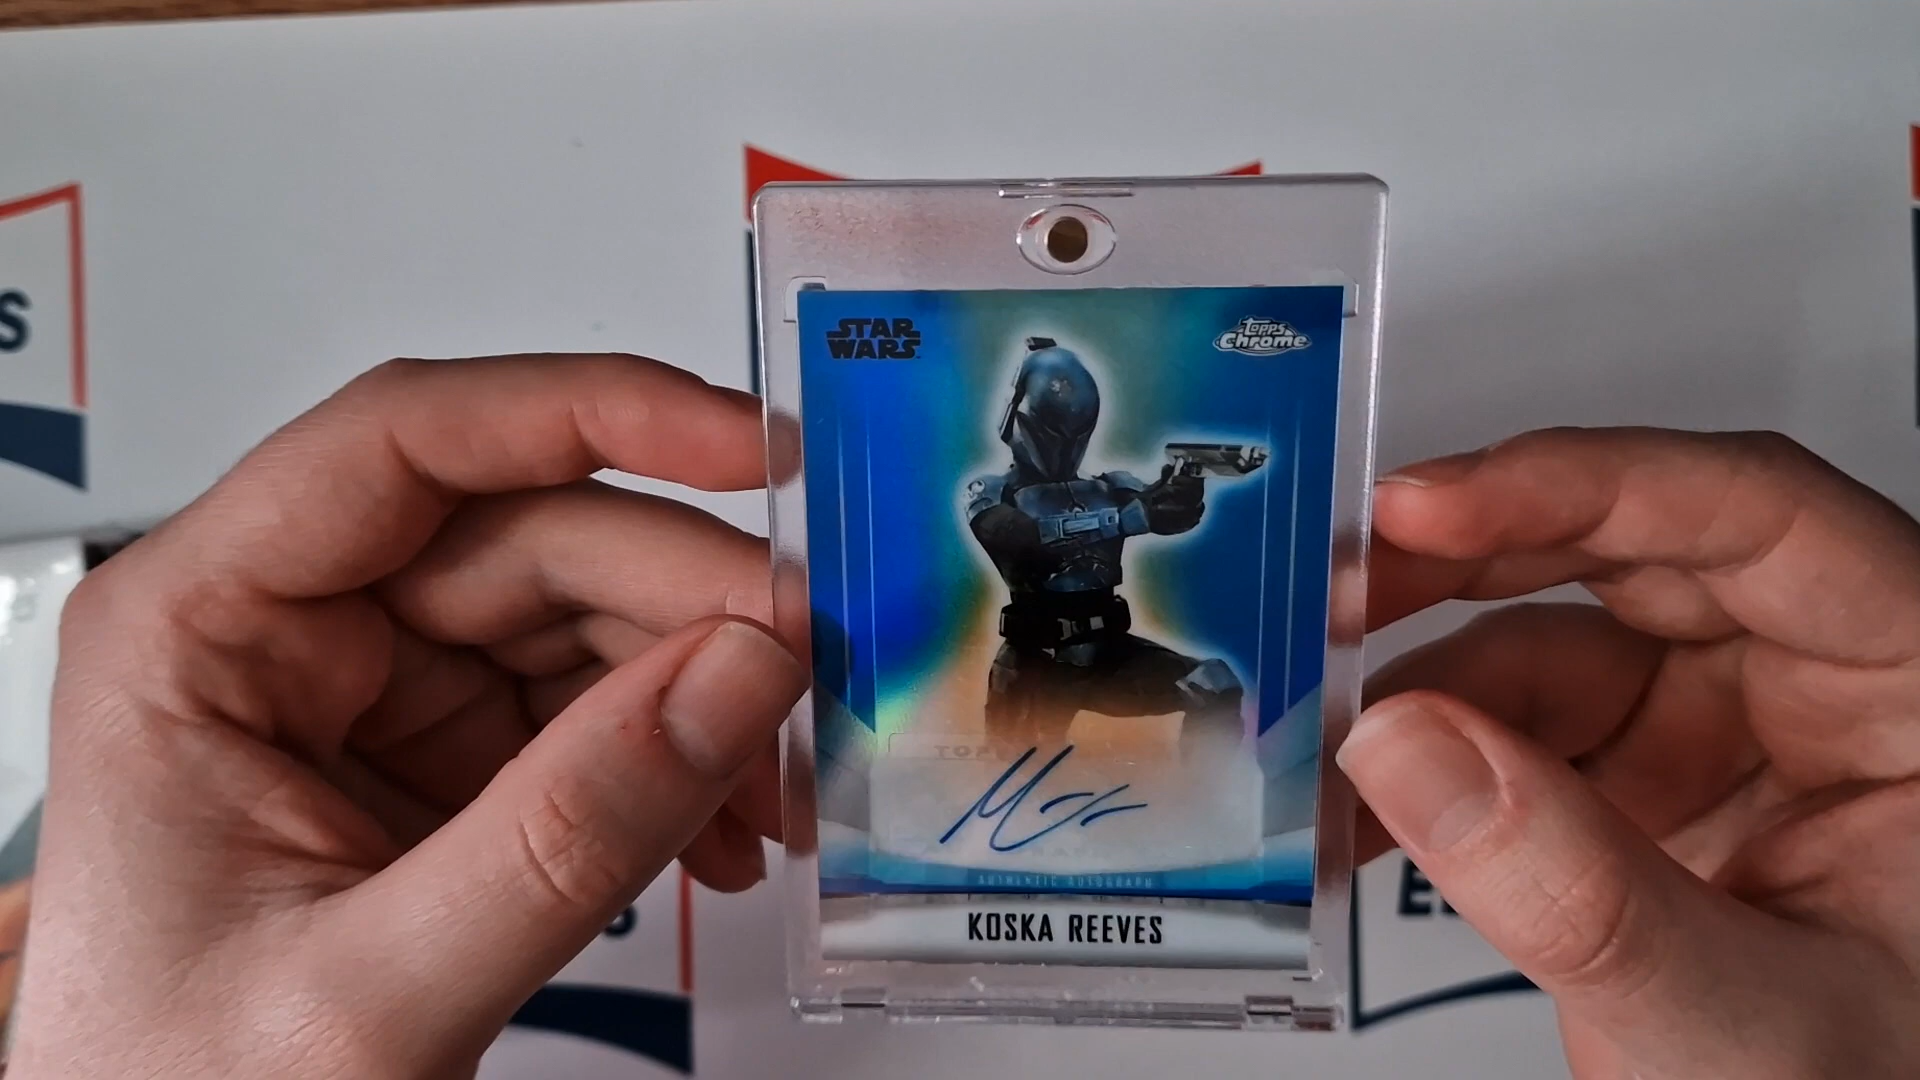 STAR
WARS
topps
Chrome
AUTHENTIC AUTOGRAPH
KOSKA REEVES